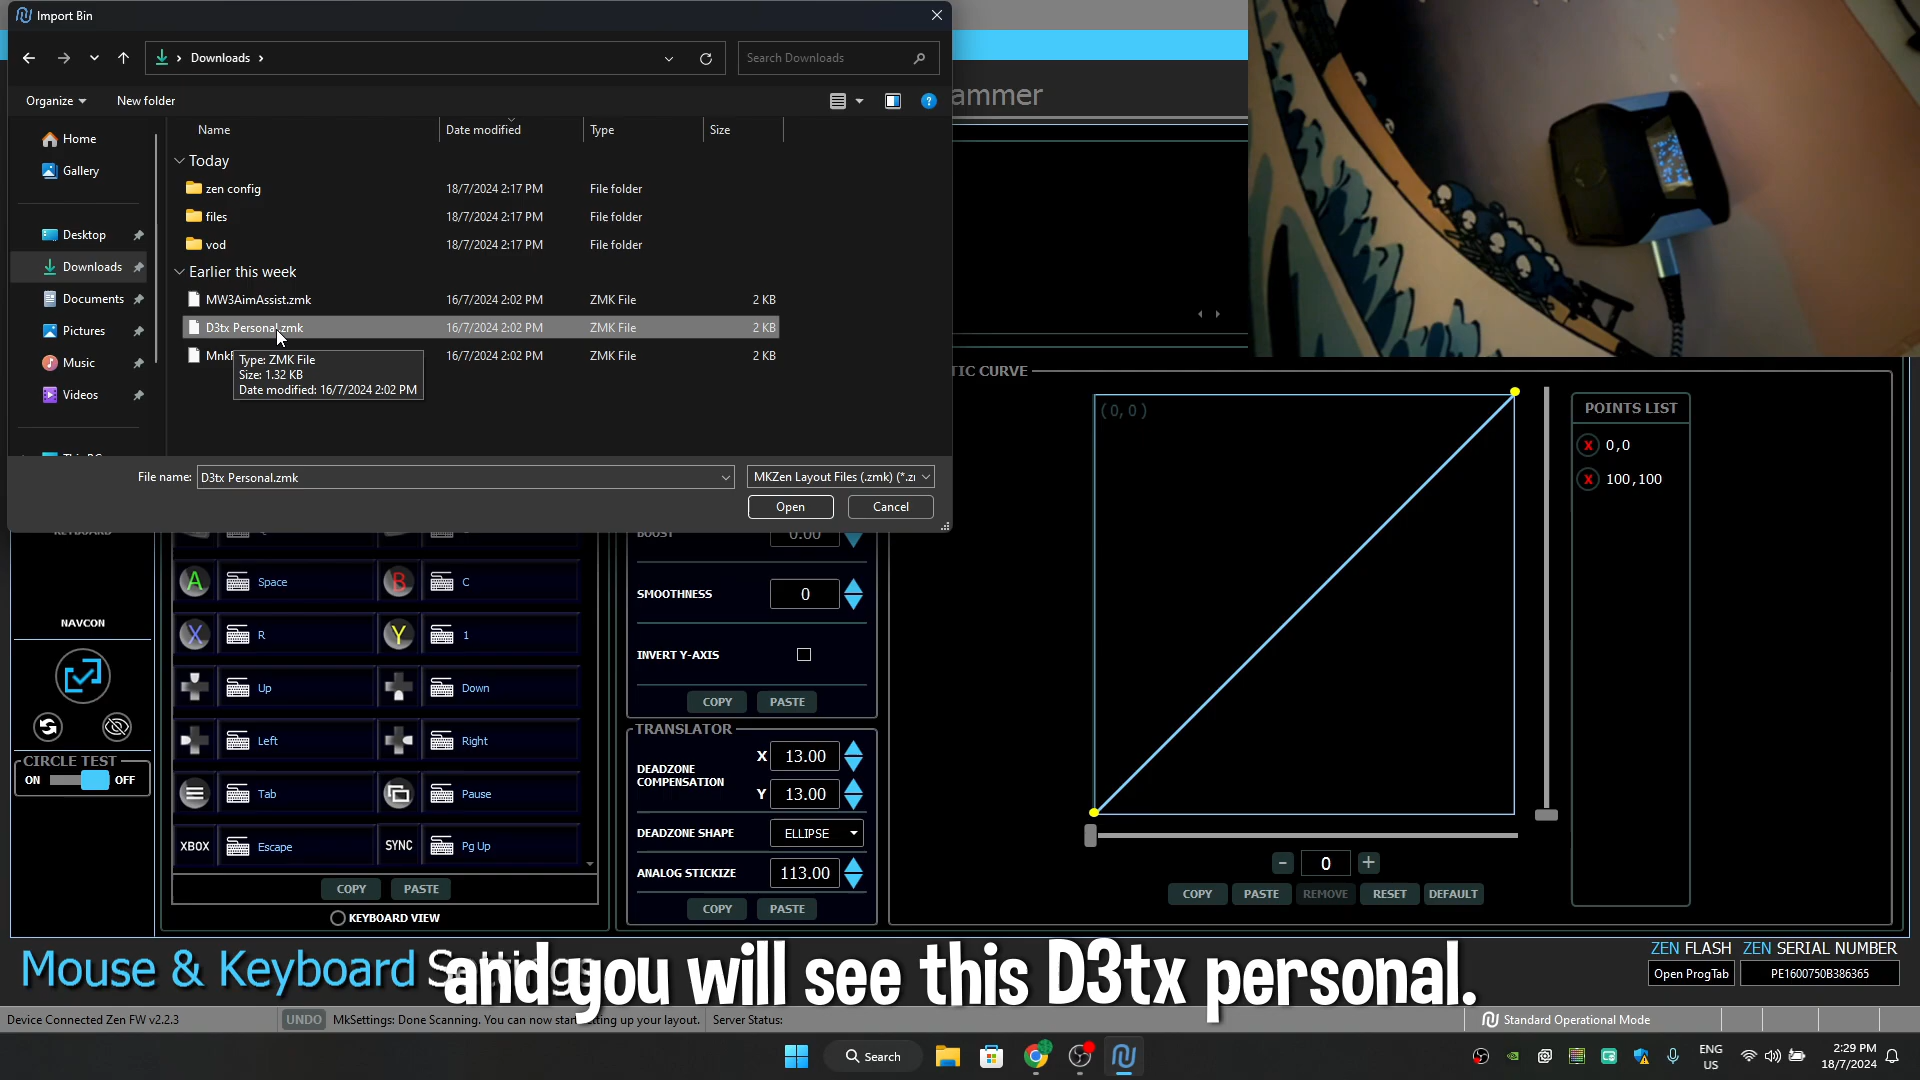 Import Bin
Downloads
Search Downloads
Organize
New folder
Name
Date modified
Type
Size
Home
Gallery
Desktop
Downloads
Documents
Pictures
Music
Videos
Today
zen config 18/7/2024 2:17 PM File folder
files 18/7/2024 2:17 PM File folder
vod 18/7/2024 2:17 PM File folder
Earlier this week
MW3AimAssist.zmk 16/7/2024 2:02 PM ZMK File 2 KB
D3tx Personal.zmk 16/7/2024 2:02 PM ZMK File 2 KB
16/7/2024 2:02 PM ZMK File 2 KB
Type: ZMK File
Size: 1.32 KB
Date modified: 16/7/2024 2:02 PM
File name: D3tx Personal.zmk
MKZen Layout Files (.zmk) (*.z
Open
Cancel
ammer
TIC CURVE
(0,0)
POINTS LIST
X 0,0
X 100,100
KEYBOARD
NAVCON
CIRCLE TEST
ON OFF
A Space B C
X R Y 1
Up Down
Left Right
Tab Pause
XBOX Escape SYNC Pg Up
COPY PASTE
KEYBOARD VIEW
BOOST 0.00
SMOOTHNESS 0
INVERT Y-AXIS
COPY PASTE
TRANSLATOR
DEADZONE COMPENSATION
X 13.00
Y 13.00
DEADZONE SHAPE ELLIPSE
ANALOG STICKIZE 113.00
COPY PASTE
- 0 +
COPY PASTE REMOVE RESET DEFAULT
Mouse & Keyboard Settings
and you will see this D3tx personal.
ZEN FLASH ZEN SERIAL NUMBER
Open ProgTab PE1600750B386365
Device Connected Zen FW v2.2.3
UNDO
MkSettings: Done Scanning. You can now start setting up your layout.
Server Status:
Standard Operational Mode
Search
ENG
US
2:29 PM
18/7/2024